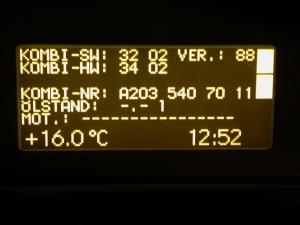 KOMBI-SW: 32 02 VER.: 88
KOMBI-HW: 34 02
KOMBI-NR: A203 540 70 11
ÖLSTAND: -.- l
MOT.: ----------------
+16.0°C 12:52